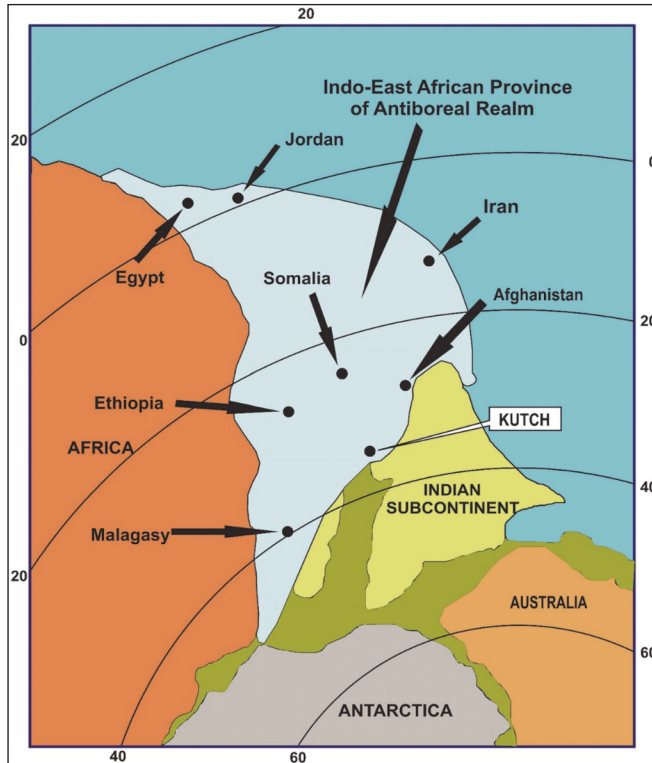 20
Indo-East African Province
of Antiboreal Realm
Jordan
20
0
Iran
Egypt
Somalia
Afghanistan
0
20
Ethiopia
KUTCH
AFRICA
INDIAN
SUBCONTINENT
40
Malagasy
20
AUSTRALIA
60
ANTARCTICA
40
60